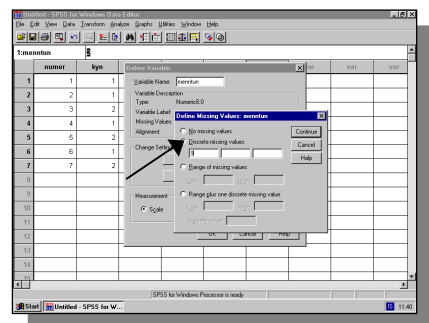 Untitled - SPSS for Windows Data Editor
File Edit View Data Transform Analyze Graphs Utilities Window Help
1:menntun 2
numer kyn var var var
1 1 1
2 2 1
3 3 2
4 4 1
5 5 2
6 6 1
7 7 2
8
9
10
11
12
13
14
15
Define Variable
Variable Name: menntun
Variable Description
Type: Numeric8.0
Variable Label:
Missing Values:
Alignment
Change Settings
Measurement
Scale
OK Cancel Help
Define Missing Values: menntun
No missing values
Discrete missing values
9
Range of missing values
Low: High:
Range plus one discrete missing value
Low: High:
Discrete value:
Continue
Cancel
Help
SPSS for Windows Processor is ready
Start Untitled - SPSS for W... IS 11:40